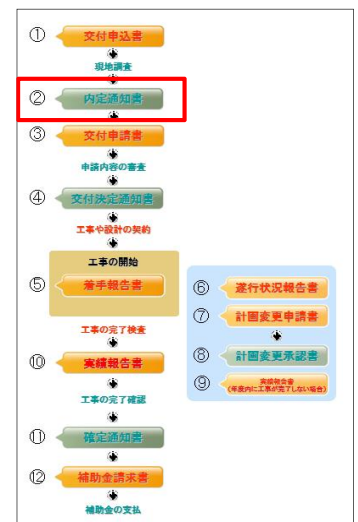 ① 交付申込書
現地調査
② 内定通知書
③ 交付申請書
申請内容の審査
④ 交付決定通知書
工事や設計の契約
工事の開始
⑤ 着手報告書
⑥ 遂行状況報告書
⑦ 計画変更申請書
⑧ 計画変更承認書
⑨ 実績報告書
(年度内に工事が完了しない場合)
工事の完了検査
⑩ 実績報告書
工事の完了確認
⑪ 確定通知書
⑫ 補助金請求書
補助金の支払